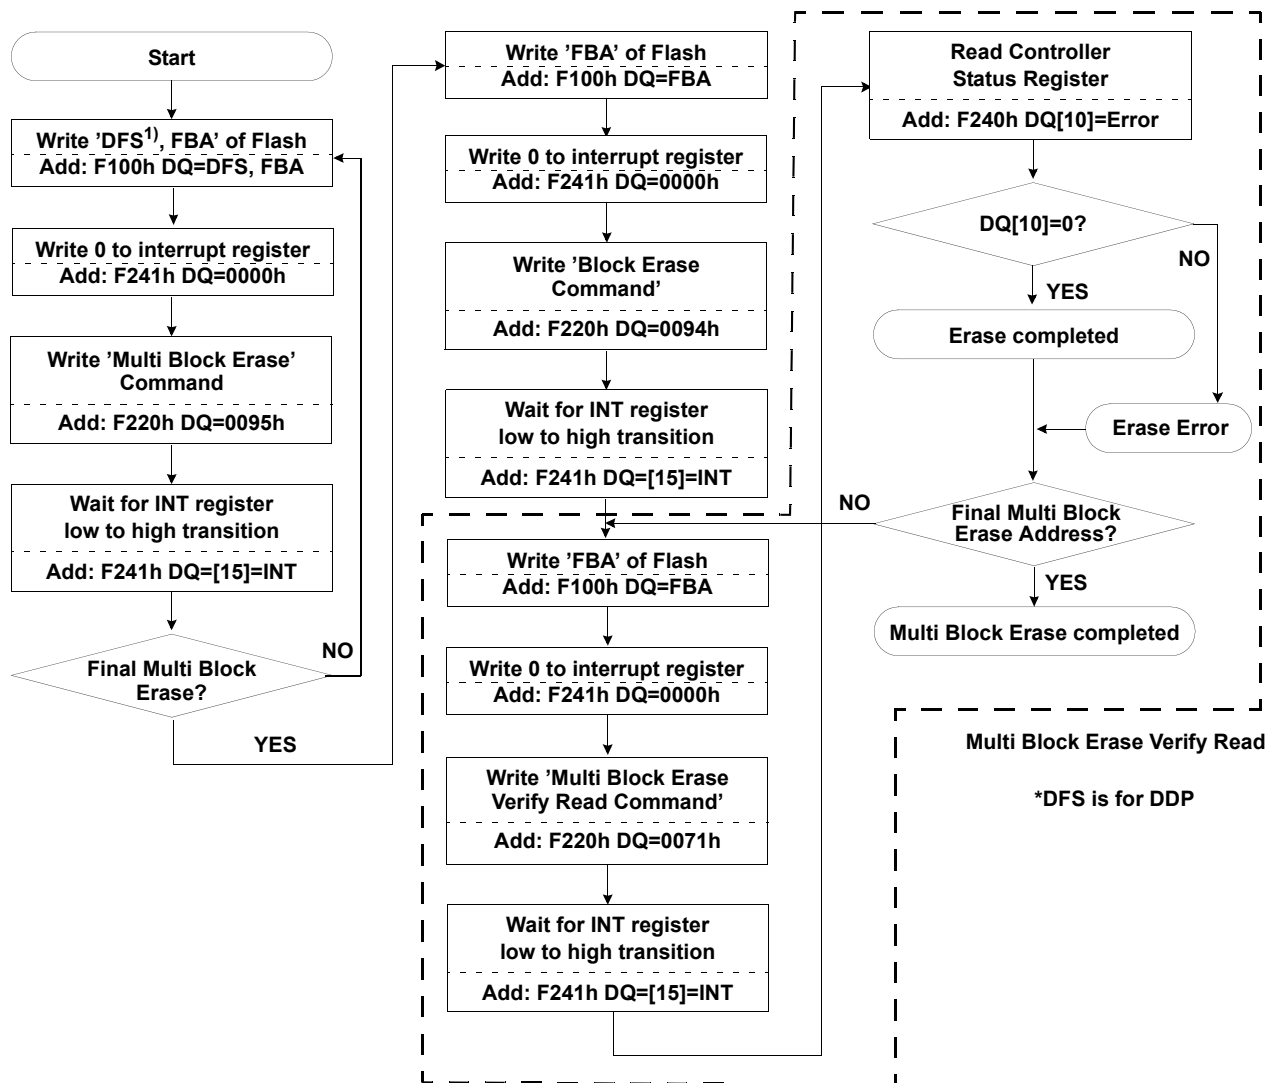 Start
Write ’DFS1), FBA’ of Flash
Add: F100h DQ=DFS, FBA
Write 0 to interrupt register
Add: F241h DQ=0000h
Write ’Multi Block Erase’
Command
Add: F220h DQ=0095h
Wait for INT register
low to high transition
Add: F241h DQ=[15]=INT
Final Multi Block
Erase?
NO
YES
Write ’FBA’ of Flash
Add: F100h DQ=FBA
Write 0 to interrupt register
Add: F241h DQ=0000h
Write ’Block Erase
Command’
Add: F220h DQ=0094h
Wait for INT register
low to high transition
Add: F241h DQ=[15]=INT
Write ’FBA’ of Flash
Add: F100h DQ=FBA
Write 0 to interrupt register
Add: F241h DQ=0000h
Write ’Multi Block Erase
Verify Read Command’
Add: F220h DQ=0071h
Wait for INT register
low to high transition
Add: F241h DQ=[15]=INT
Read Controller
Status Register
Add: F240h DQ[10]=Error
DQ[10]=0?
NO
YES
Erase completed
Erase Error
NO
Final Multi Block
Erase Address?
YES
Multi Block Erase completed
Multi Block Erase Verify Read
*DFS is for DDP